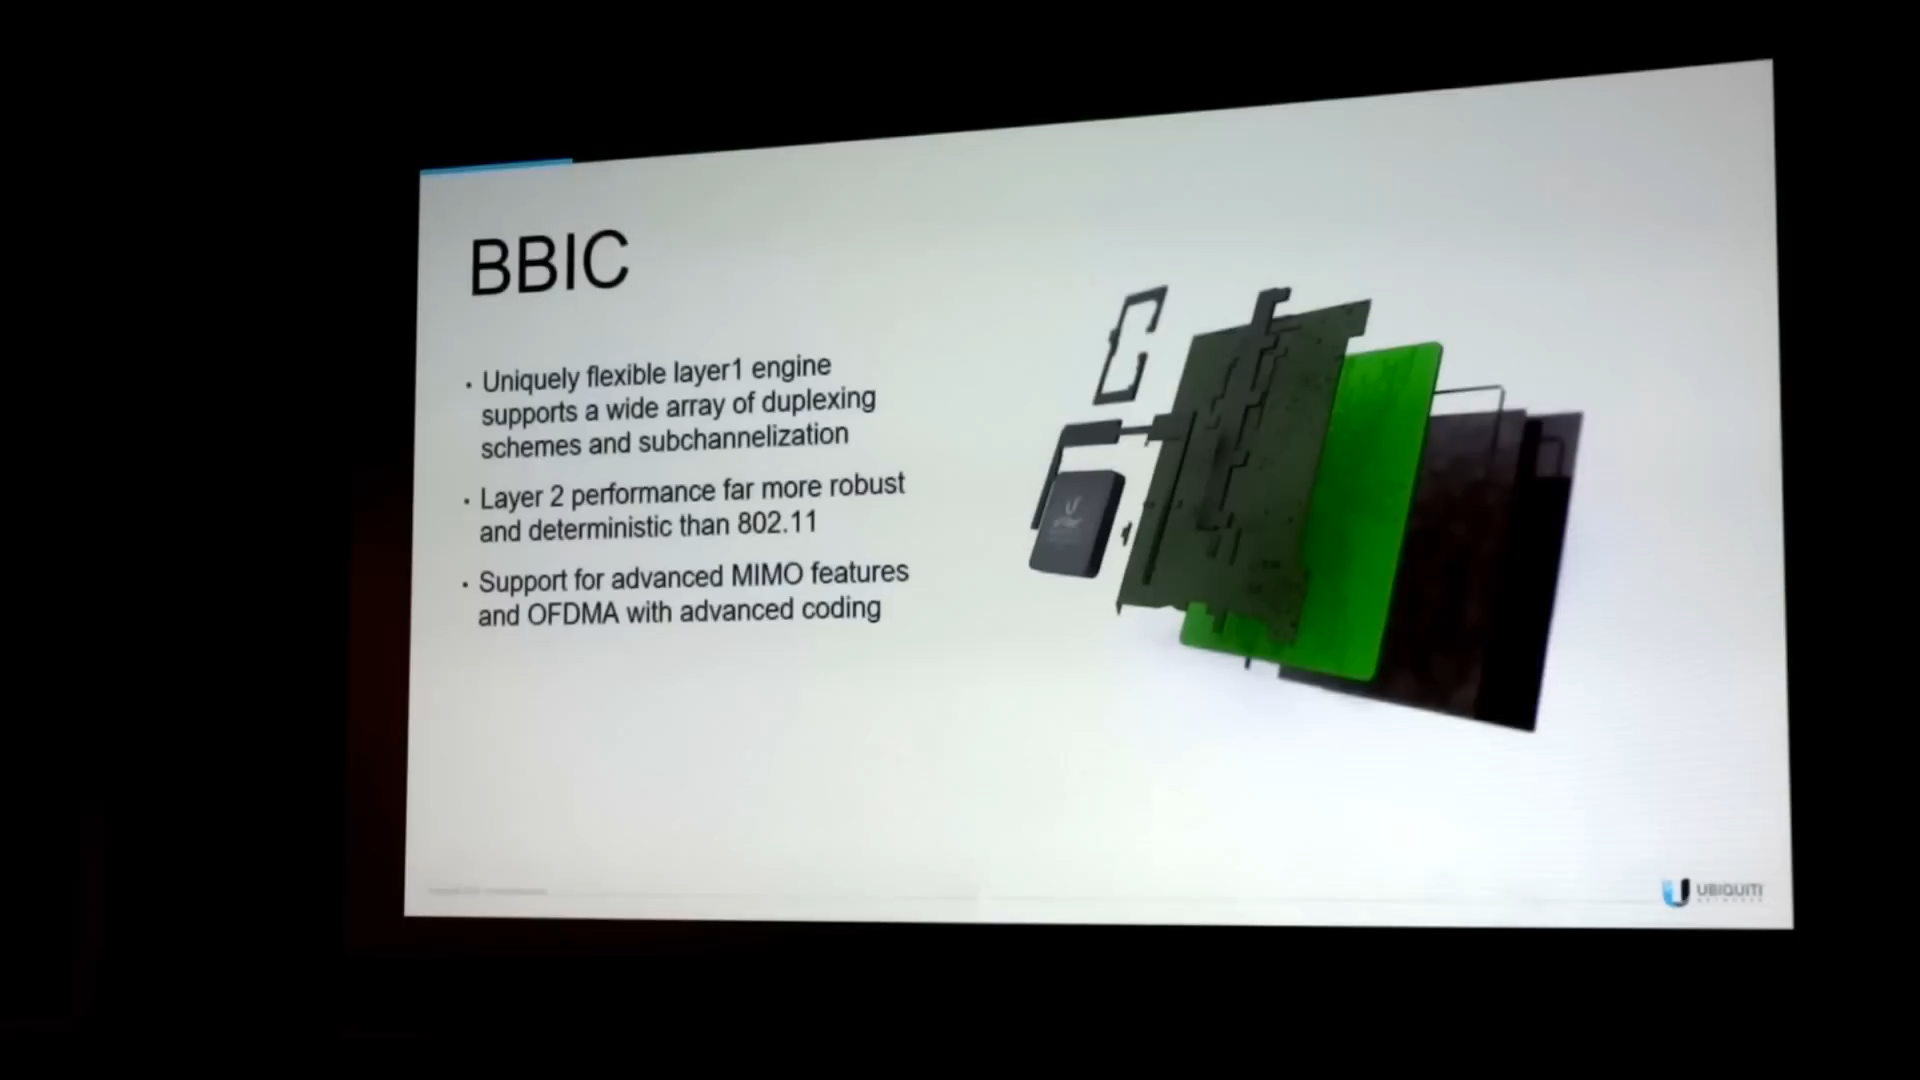 BBIC
· Uniquely flexible layer1 engine
supports a wide array of duplexing
schemes and subchannelization
· Layer 2 performance far more robust
and deterministic than 802.11
· Support for advanced MIMO features
and OFDMA with advanced coding
UBIQUITI
NETWORKS